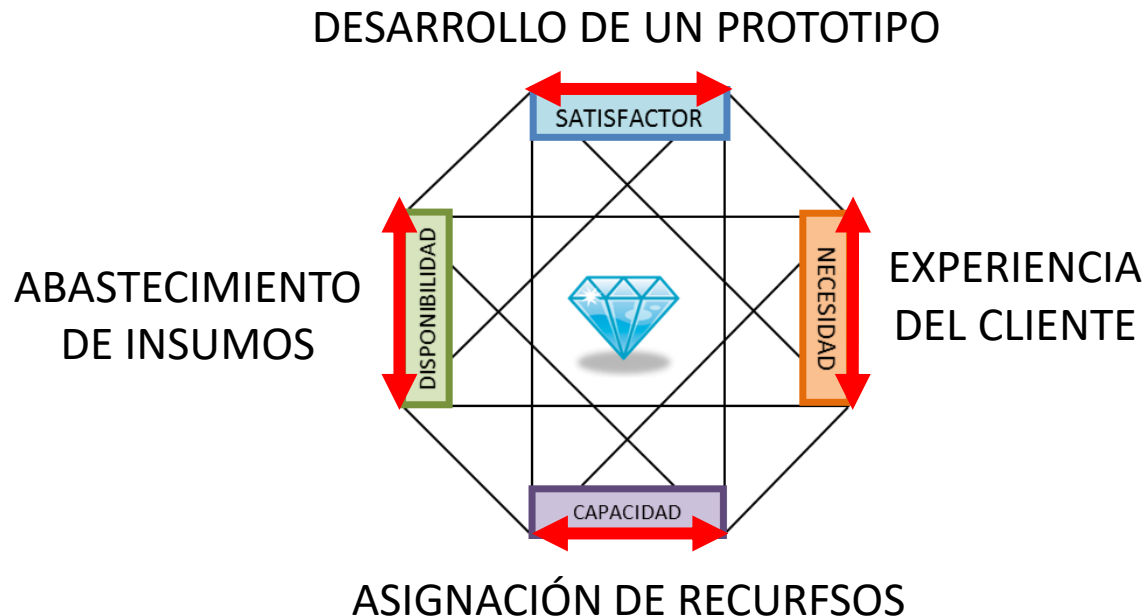 DESARROLLO DE UN PROTOTIPO
SATISFACTOR
DISPONIBILIDAD
NECESIDAD
ABASTECIMIENTO
DE INSUMOS
EXPERIENCIA
DEL CLIENTE
CAPACIDAD
ASIGNACIÓN DE RECURFSOS